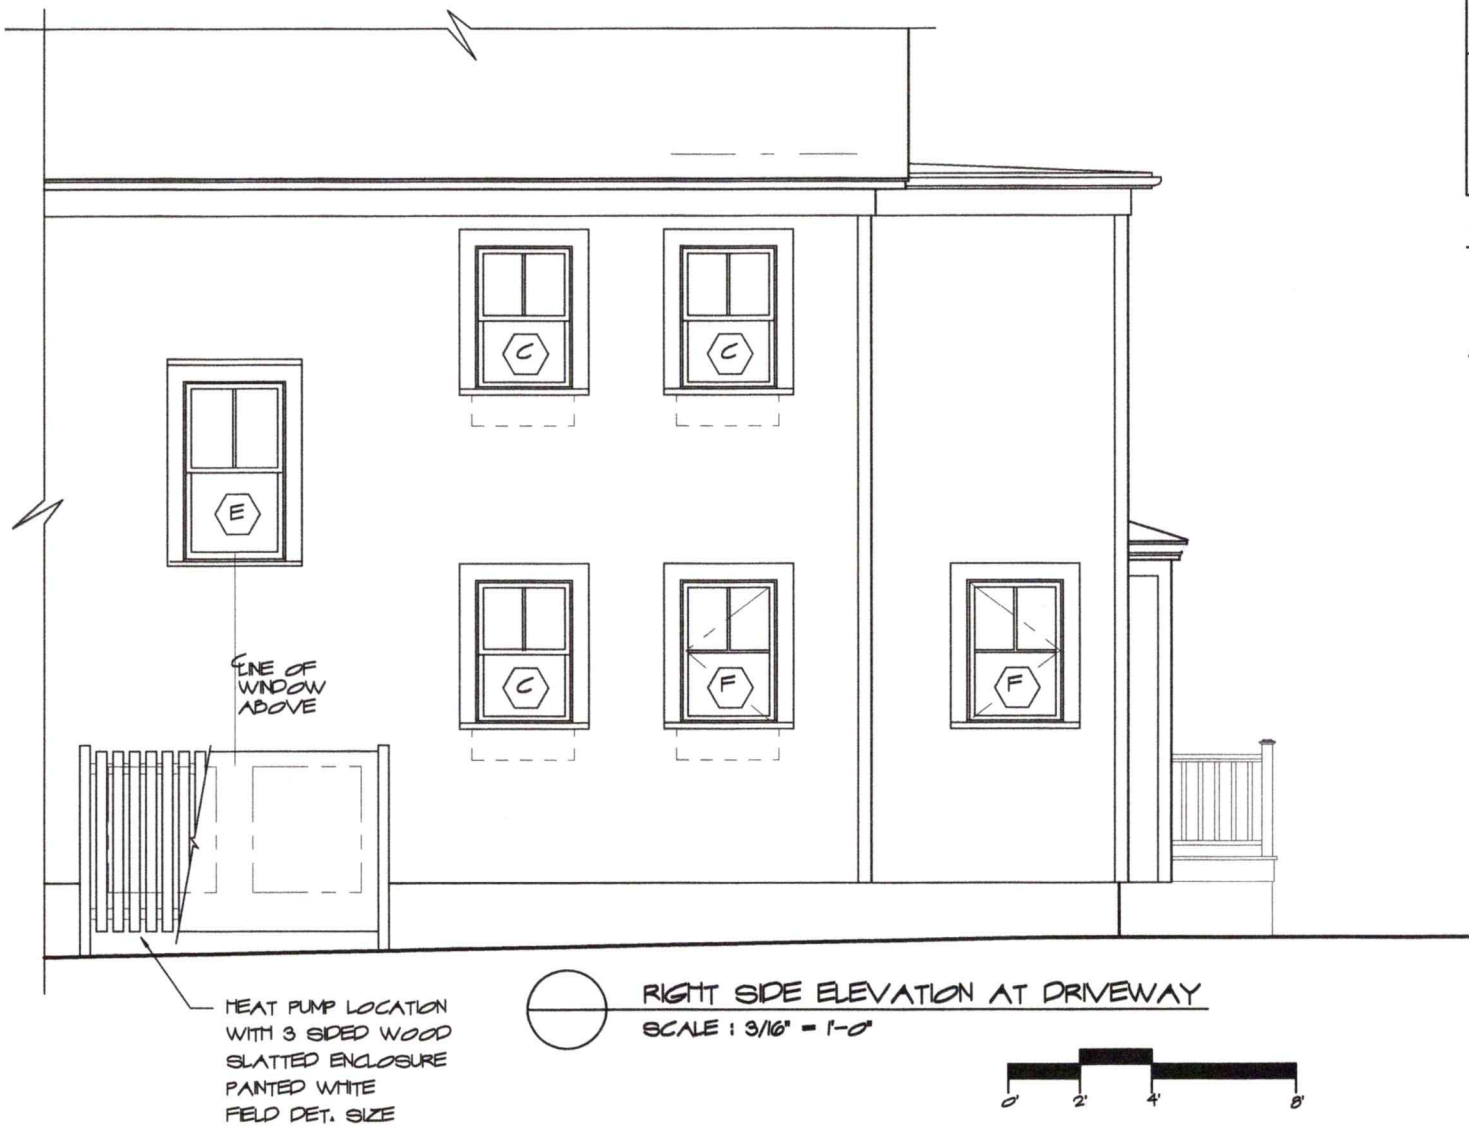 C
C
E
C
F
F
LINE OF
WINDOW
ABOVE
HEAT PUMP LOCATION
WITH 3 SIDED WOOD
SLATTED ENCLOSURE
PAINTED WHITE
FIELD DET. SIZE
RIGHT SIDE ELEVATION AT DRIVEWAY
SCALE : 3/16" = 1'-0"
0' 2' 4' 8'